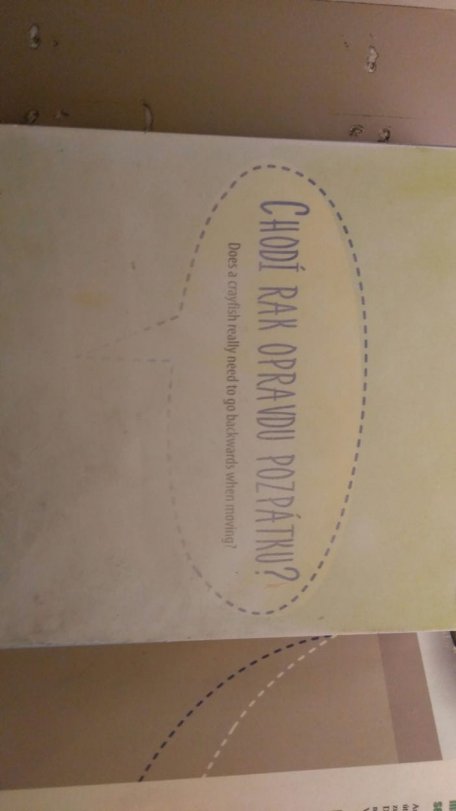 CHODÍ RAK OPRAVDU POZPÁTKU?
Does a crayfish really need to go backwards when moving?